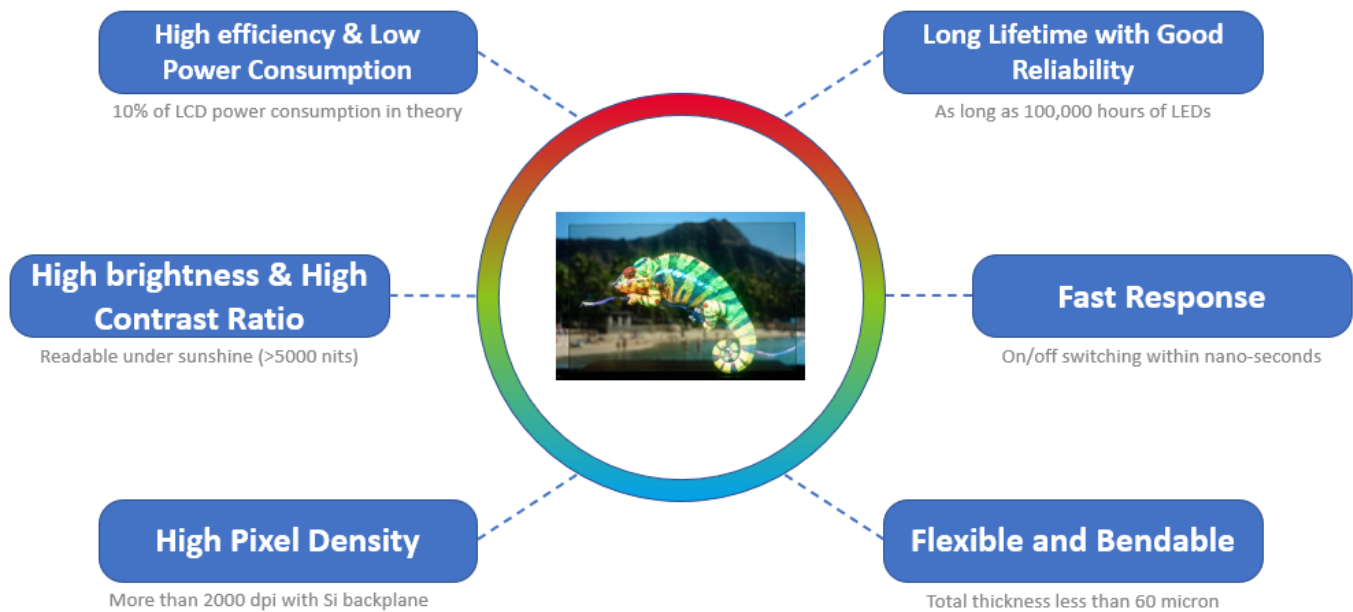 High efficiency & Low
Power Consumption
10% of LCD power consumption in theory
Long Lifetime with Good
Reliability
As long as 100,000 hours of LEDs
High brightness & High
Contrast Ratio
Readable under sunshine (>5000 nits)
Fast Response
On/off switching within nano-seconds
High Pixel Density
More than 2000 dpi with Si backplane
Flexible and Bendable
Total thickness less than 60 micron